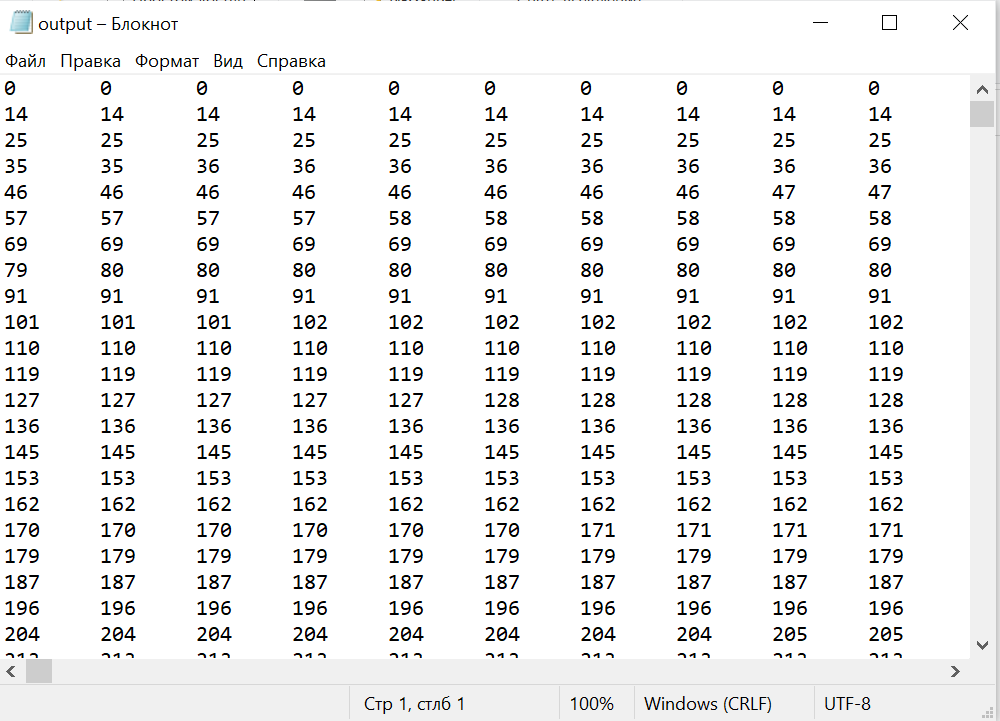 output – Блокнот
Файл Правка Формат Вид Справка
0 0 0 0 0 0 0 0 0 0
14 14 14 14 14 14 14 14 14 14
25 25 25 25 25 25 25 25 25 25
35 35 36 36 36 36 36 36 36 36
46 46 46 46 46 46 46 46 47 47
57 57 57 57 58 58 58 58 58 58
69 69 69 69 69 69 69 69 69 69
79 80 80 80 80 80 80 80 80 80
91 91 91 91 91 91 91 91 91 91
101 101 101 102 102 102 102 102 102 102
110 110 110 110 110 110 110 110 110 110
119 119 119 119 119 119 119 119 119 119
127 127 127 127 127 128 128 128 128 128
136 136 136 136 136 136 136 136 136 136
145 145 145 145 145 145 145 145 145 145
153 153 153 153 153 153 153 153 153 153
162 162 162 162 162 162 162 162 162 162
170 170 170 170 170 170 171 171 171 171
179 179 179 179 179 179 179 179 179 179
187 187 187 187 187 187 187 187 187 187
196 196 196 196 196 196 196 196 196 196
204 204 204 204 204 204 204 204 205 205
Стр 1, стлб 1 100% Windows (CRLF) UTF-8